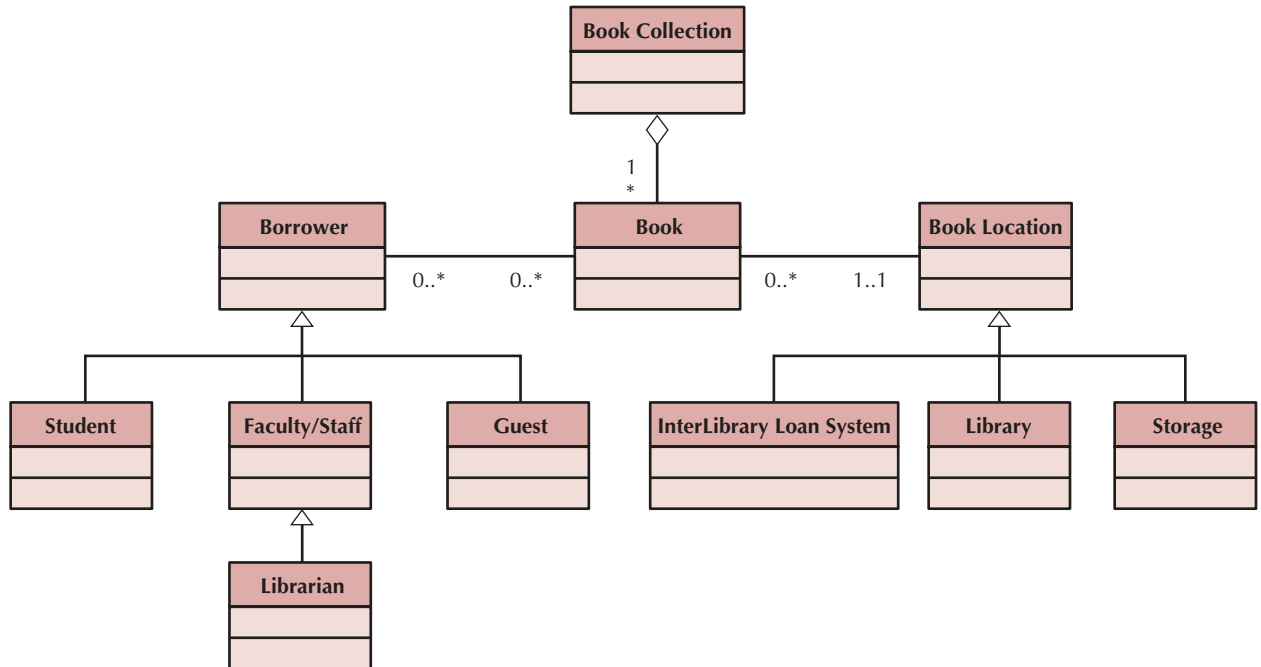 Book Collection
1
*
Borrower
Book
Book Location
0..*
0..*
0..*
1..1
Student
Faculty/Staff
Guest
InterLibrary Loan System
Library
Storage
Librarian